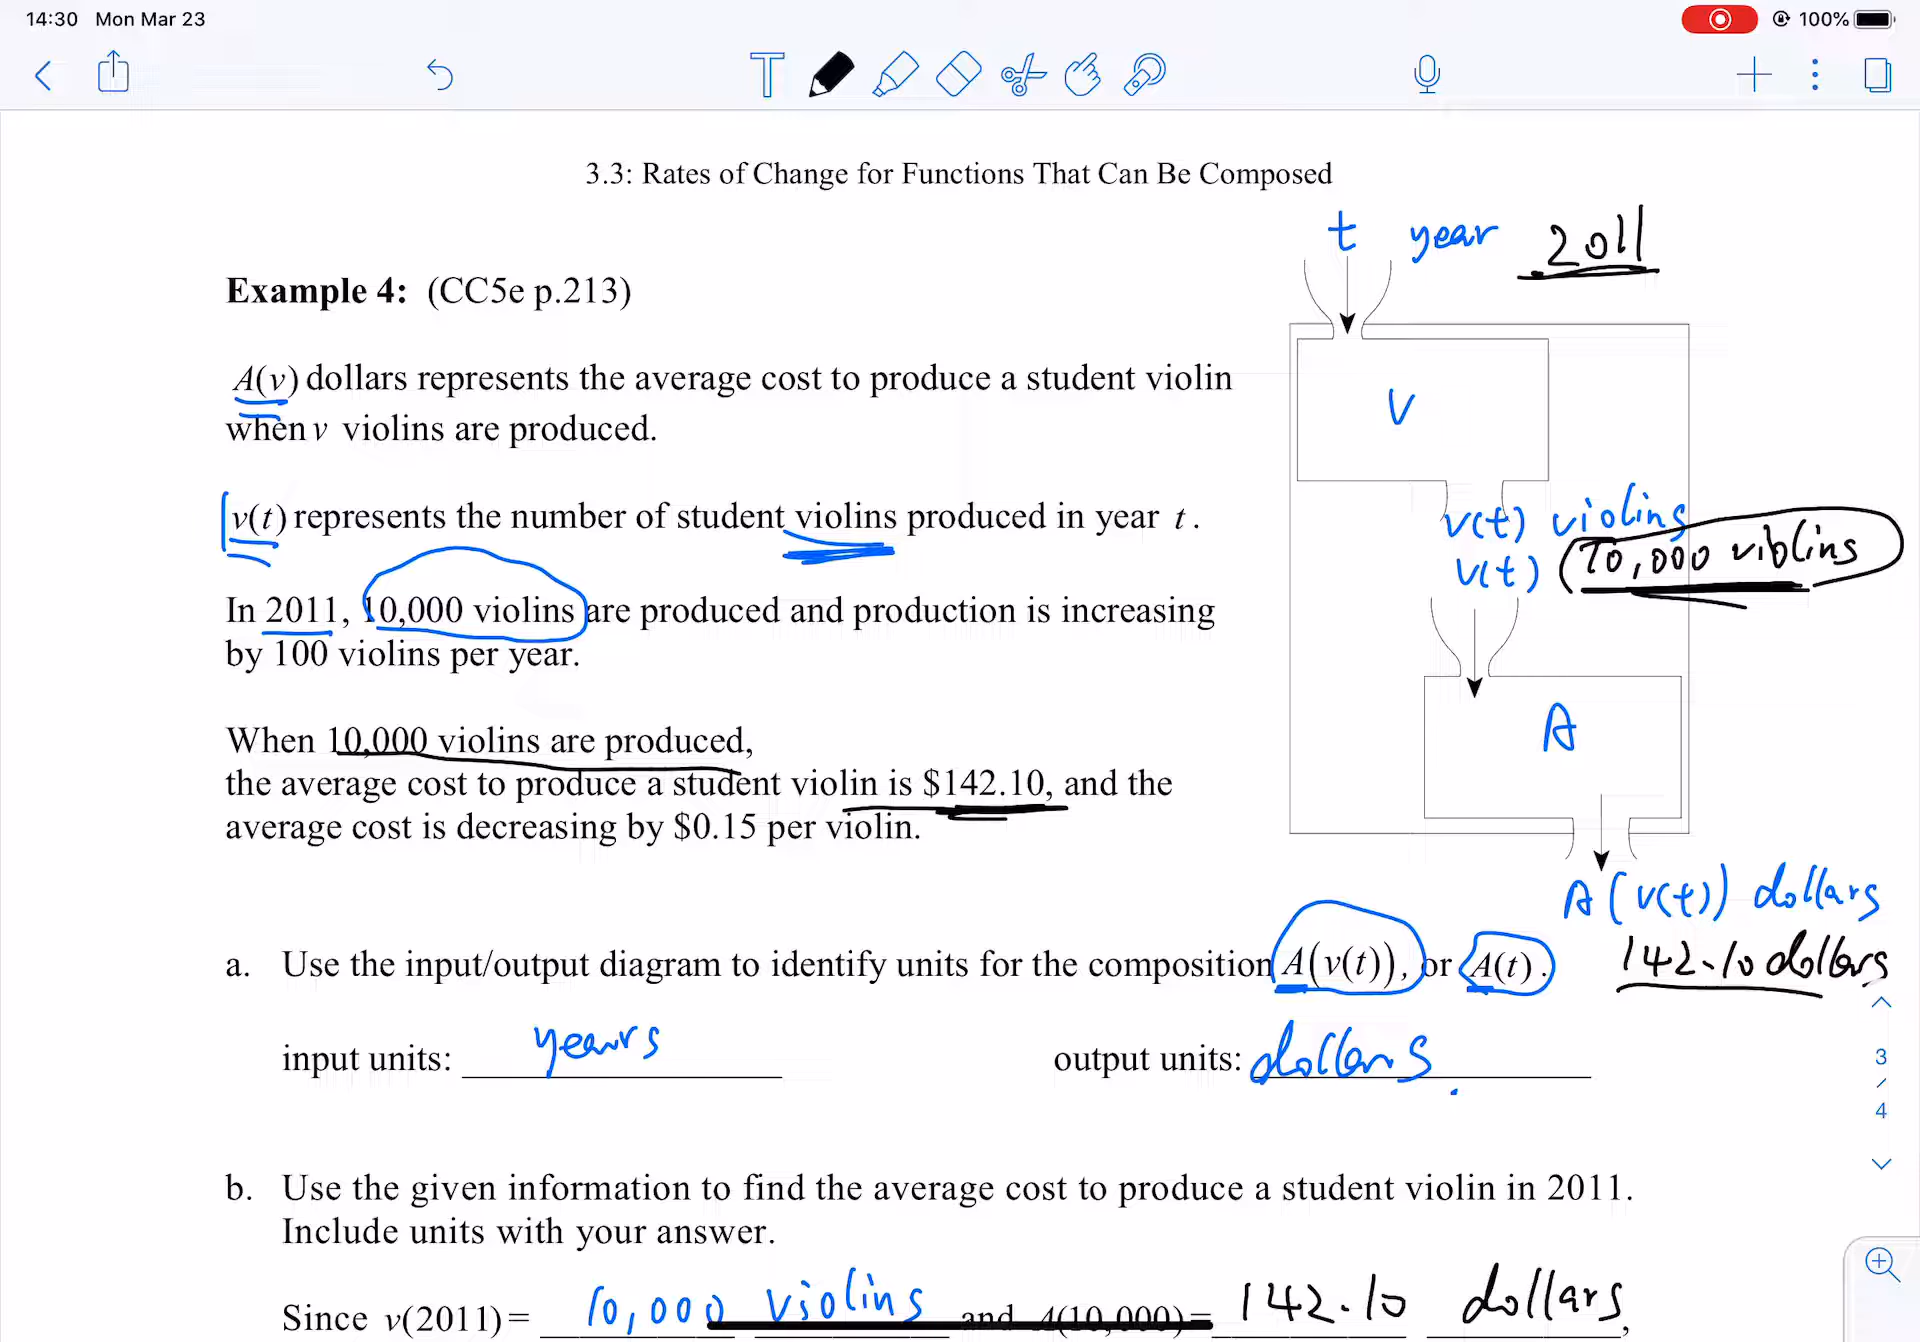 14:30 Mon Mar 23
100%
3.3: Rates of Change for Functions That Can Be Composed
t year 2011
Example 4: (CC5e p.213)
A(v) dollars represents the average cost to produce a student violin
when v violins are produced.
V
v(t) represents the number of student violins produced in year t.
v(t) violins
v(t) 10,000 violins
In 2011, 10,000 violins are produced and production is increasing
by 100 violins per year.
When 10,000 violins are produced,
the average cost to produce a student violin is $142.10, and the
average cost is decreasing by $0.15 per violin.
A
A(v(t)) dollars
142.10 dollars
a. Use the input/output diagram to identify units for the composition A(v(t)), or A(t).
input units: years output units: dollars.
3
/
4
b. Use the given information to find the average cost to produce a student violin in 2011.
Include units with your answer.
Since v(2011)= 10,000 violins and A(10,000)= 142.10 dollars,